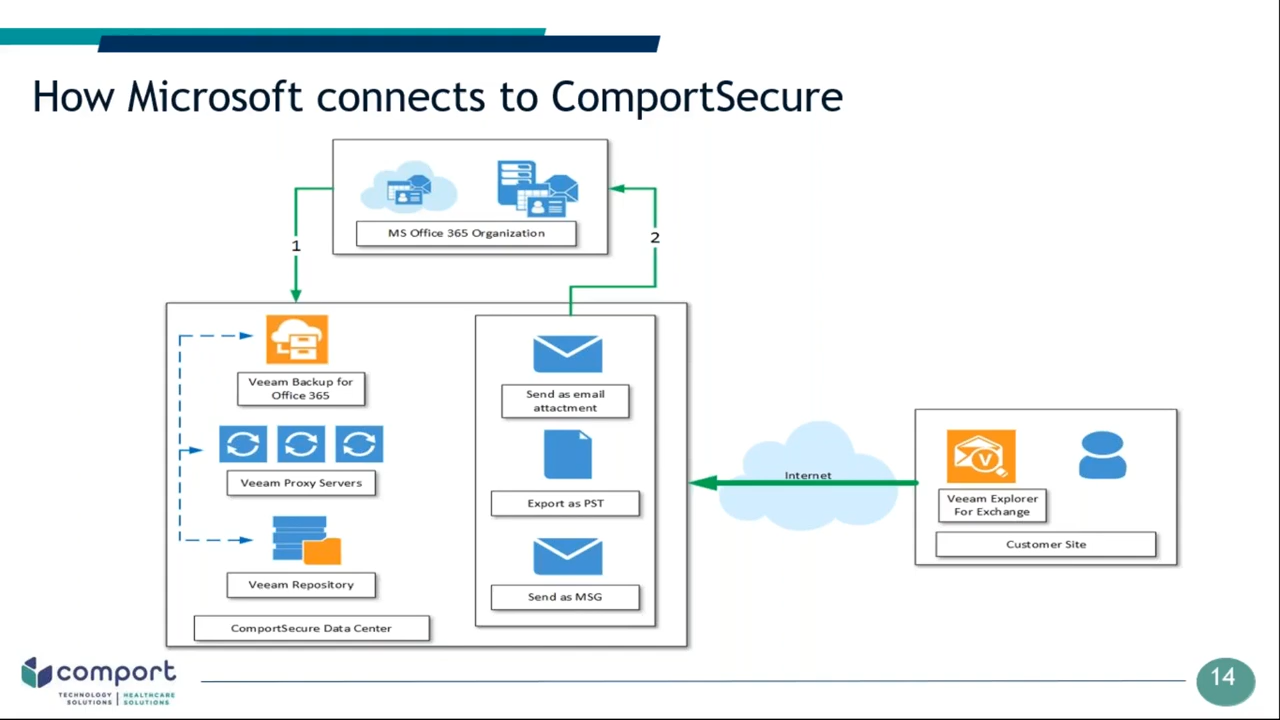 How Microsoft connects to ComportSecure
MS Office 365 Organization
1
2
Veeam Backup for
Office 365
Send as email
attactment
Veeam Proxy Servers
Export as PST
Internet
Veeam Explorer
For Exchange
Customer Site
Veeam Repository
Send as MSG
ComportSecure Data Center
comport
TECHNOLOGY
SOLUTIONS
HEALTHCARE
SOLUTIONS
14
V